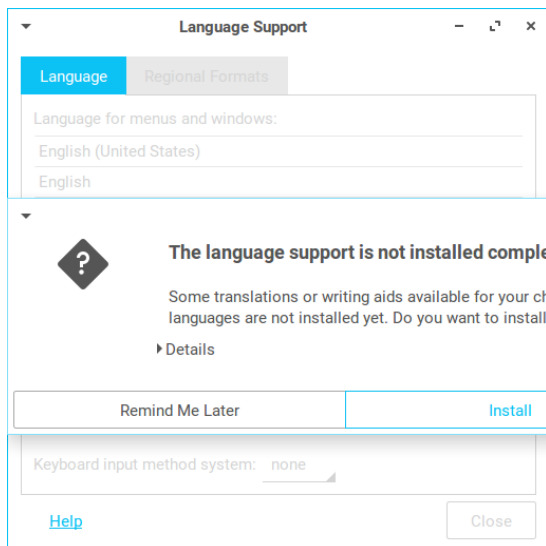 Language Support
Language
Regional Formats
Language for menus and windows:
English (United States)
English
?
The language support is not installed comple
Some translations or writing aids available for your ch
languages are not installed yet. Do you want to install
Details
Remind Me Later
Install
Keyboard input method system: none
Help
Close